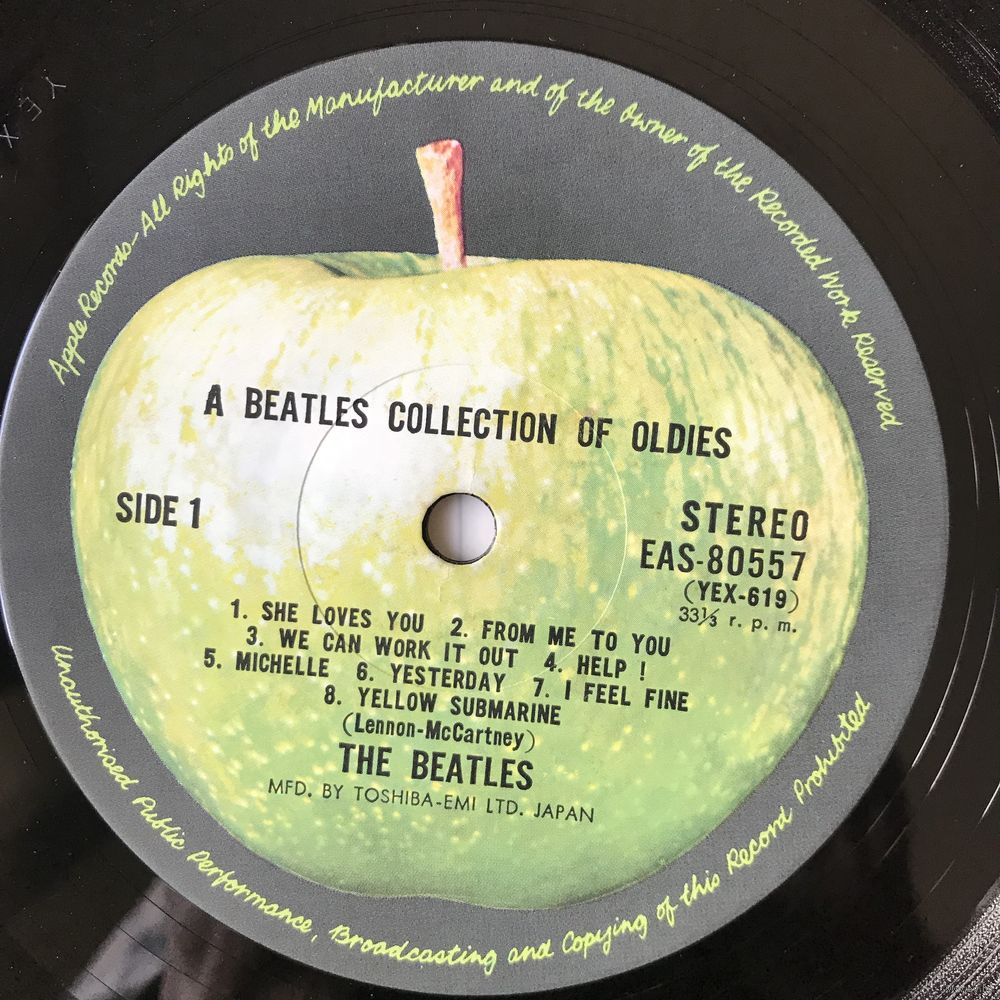 Apple Records-All Rights of the Manufacturer and of the Owner of the Recorded Work Reserved
A BEATLES COLLECTION OF OLDIES
SIDE 1
STEREO
EAS-80557
(YEX-619)
33⅓ r. p. m.
1. SHE LOVES YOU 2. FROM ME TO YOU
3. WE CAN WORK IT OUT 4. HELP !
5. MICHELLE 6. YESTERDAY 7. I FEEL FINE
8. YELLOW SUBMARINE
(Lennon-McCartney)
THE BEATLES
MFD. BY TOSHIBA-EMI LTD. JAPAN
Unauthorised Public Performance, Broadcasting and Copying of this Record Prohibited
Y E X